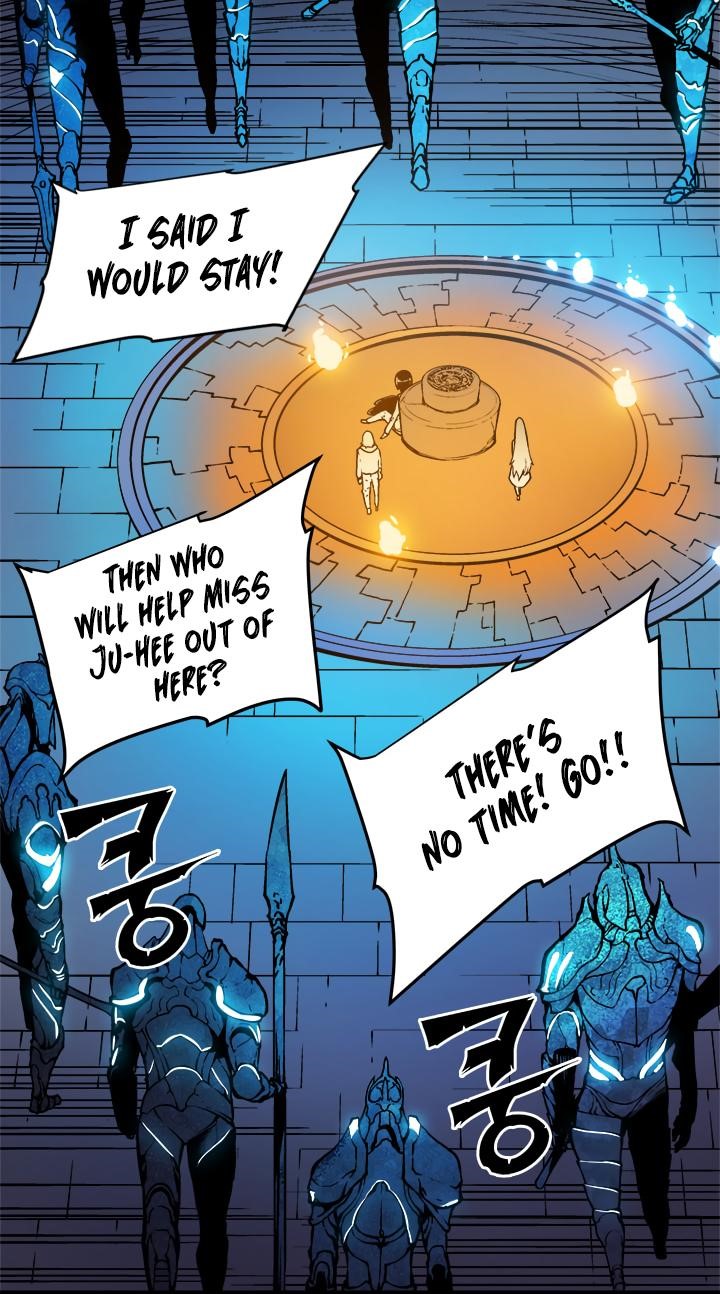 I SAID I
WOULD STAY!
THEN WHO
WILL HELP MISS
JU-HEE OUT OF
HERE?
THERE'S
NO TIME! GO!!
쿵
쿵